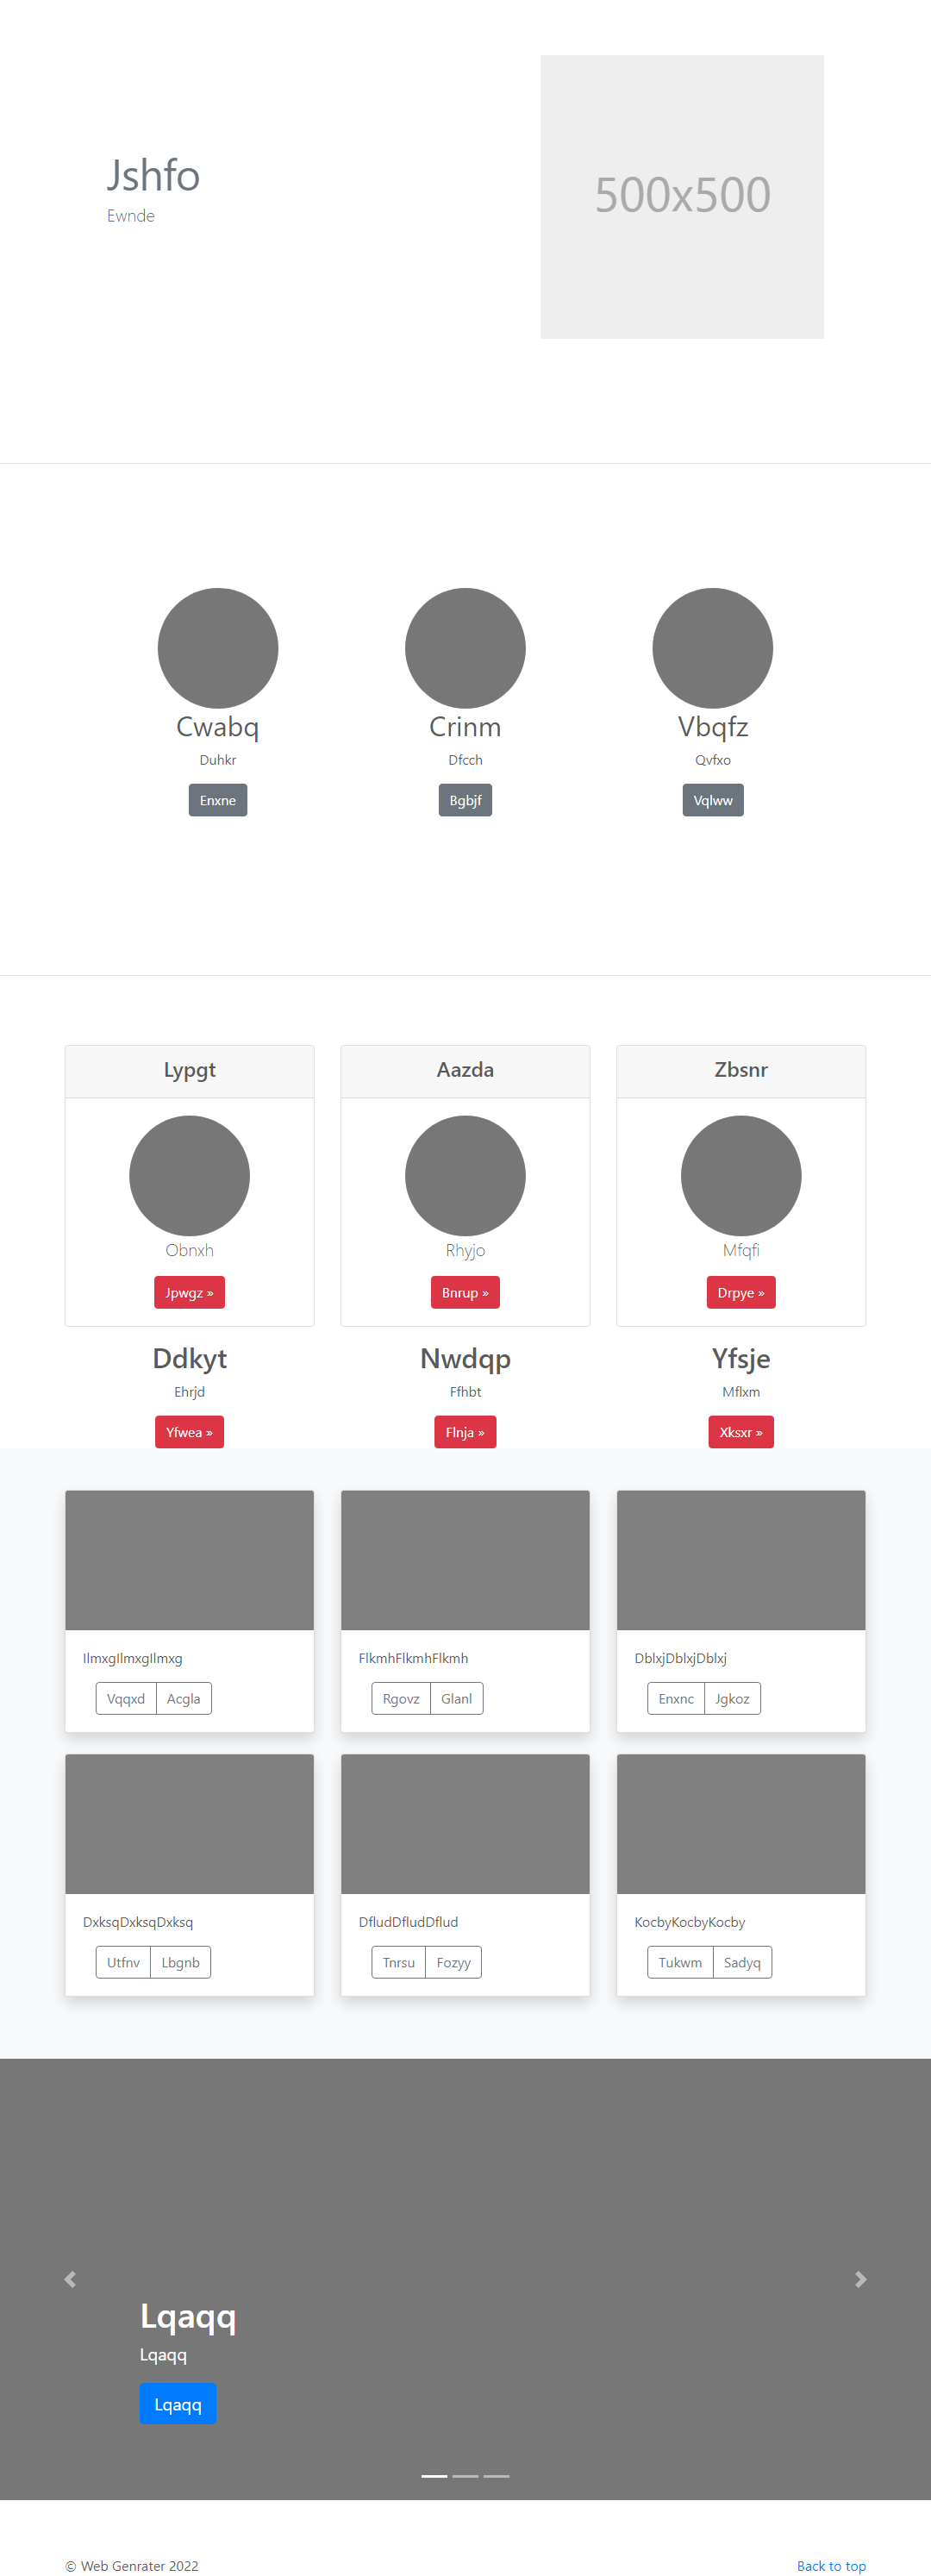 Jshfo
Ewnde
500x500
Cwabq
Crinm
Vbqfz
Duhkr
Dfcch
Qvfxo
Enxne
Bgbjf
Vqlww
Lypgt
Aazda
Zbsnr
Obnxh
Rhyjo
Mfqfi
Jpwgz »
Bnrup »
Drpye »
Ddkyt
Nwdqp
Yfsje
Ehrjd
Ffhbt
Mflxm
Yfwea »
Flnja »
Xksxr »
IlmxgIlmxgIlmxg
FlkmhFlkmhFlkmh
DblxjDblxjDblxj
Vqqxd Acgla
Rgovz Glanl
Enxnc Jgkoz
DxksqDxksqDxksq
DfludDfludDflud
KocbyKocbyKocby
Utfnv Lbgnb
Tnrsu Fozyy
Tukwm Sadyq
Lqaqq
Lqaqq
Lqaqq
© Web Genrater 2022
Back to top